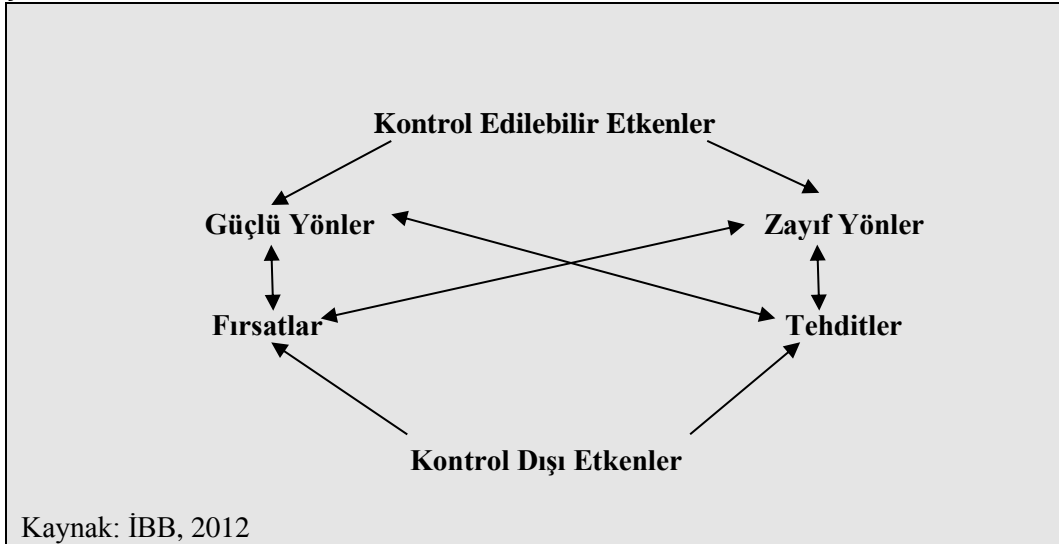 Kontrol Edilebilir Etkenler
Güçlü Yönler Zayıf Yönler
Fırsatlar Tehditler
Kontrol Dışı Etkenler
Kaynak: İBB, 2012